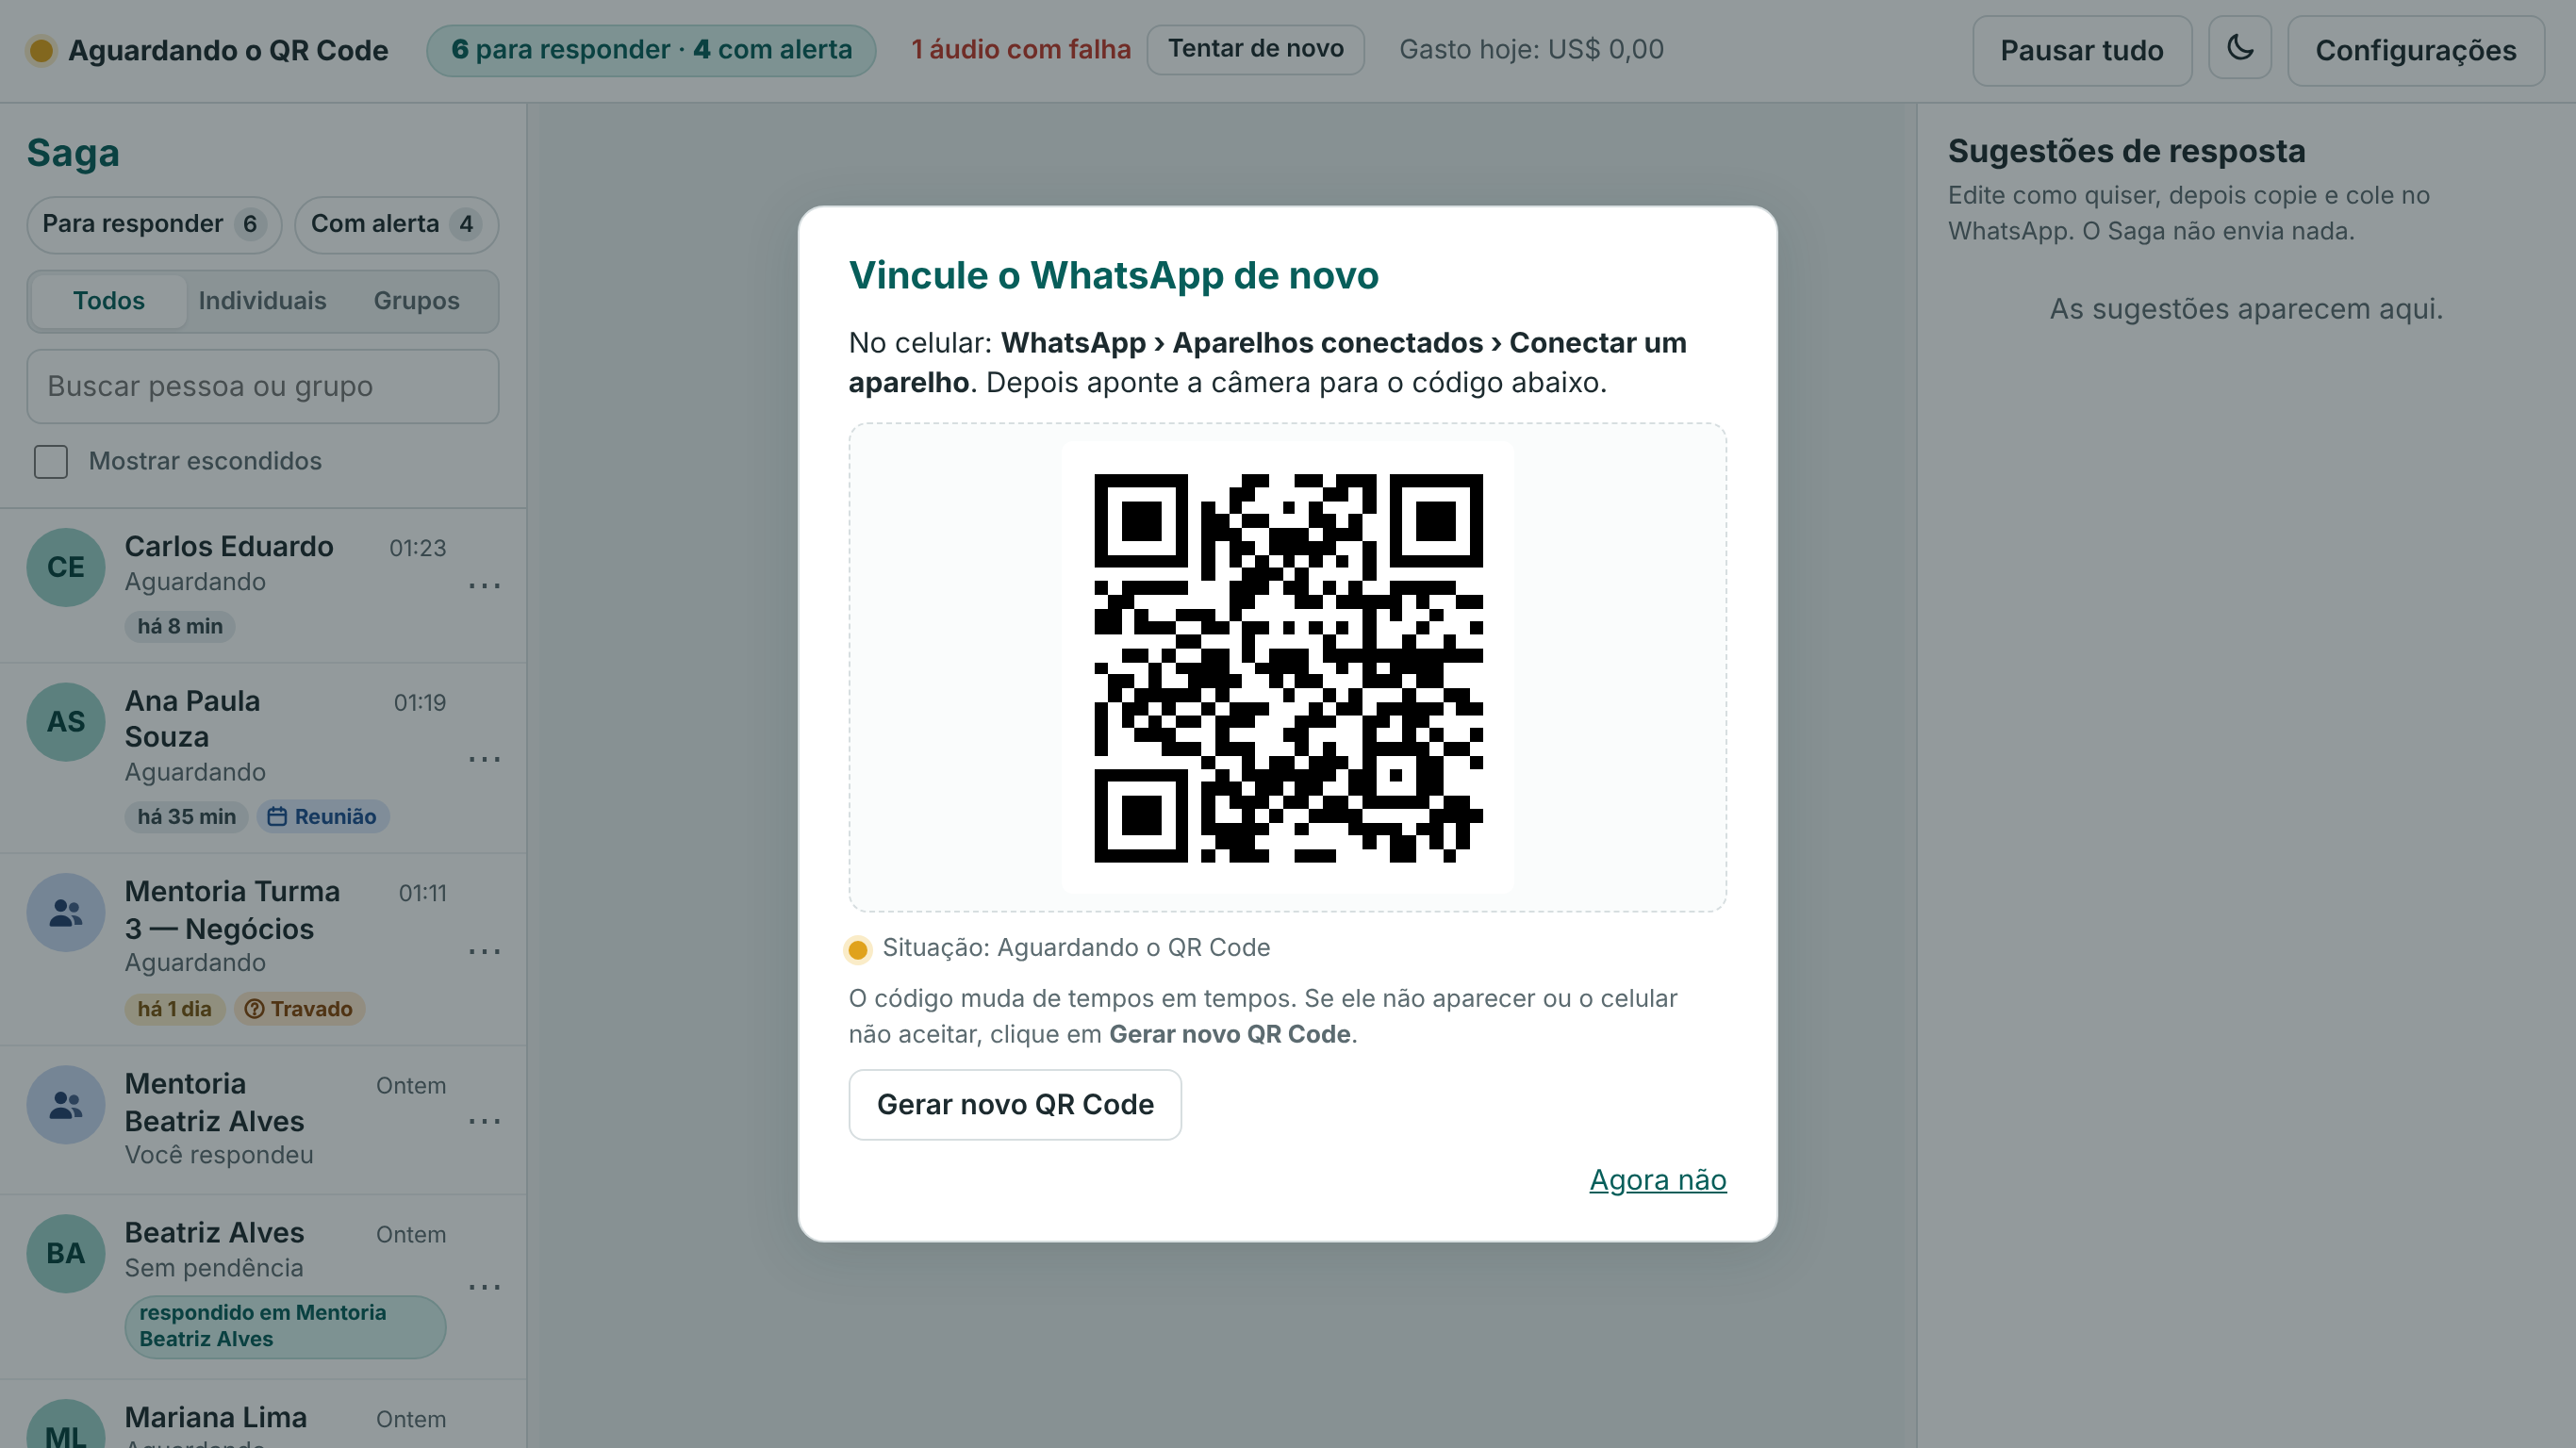 Aguardando o QR Code
6 para responder · 4 com alerta
1 áudio com falha
Tentar de novo
Gasto hoje: US$ 0,00
Pausar tudo
Configurações
Saga
Para responder 6
Com alerta 4
Todos
Individuais
Grupos
Buscar pessoa ou grupo
Mostrar escondidos
CE
Carlos Eduardo
01:23
Aguardando
há 8 min
AS
Ana Paula
Souza
01:19
Aguardando
há 35 min
Reunião
Mentoria Turma
3 — Negócios
01:11
Aguardando
há 1 dia
Travado
Mentoria
Beatriz Alves
Ontem
Você respondeu
BA
Beatriz Alves
Ontem
Sem pendência
respondido em Mentoria
Beatriz Alves
ML
Mariana Lima
Ontem
Aguardando
Vincule o WhatsApp de novo
No celular: WhatsApp › Aparelhos conectados › Conectar um
aparelho. Depois aponte a câmera para o código abaixo.
Situação: Aguardando o QR Code
O código muda de tempos em tempos. Se ele não aparecer ou o celular
não aceitar, clique em Gerar novo QR Code.
Gerar novo QR Code
Agora não
Sugestões de resposta
Edite como quiser, depois copie e cole no
WhatsApp. O Saga não envia nada.
As sugestões aparecem aqui.